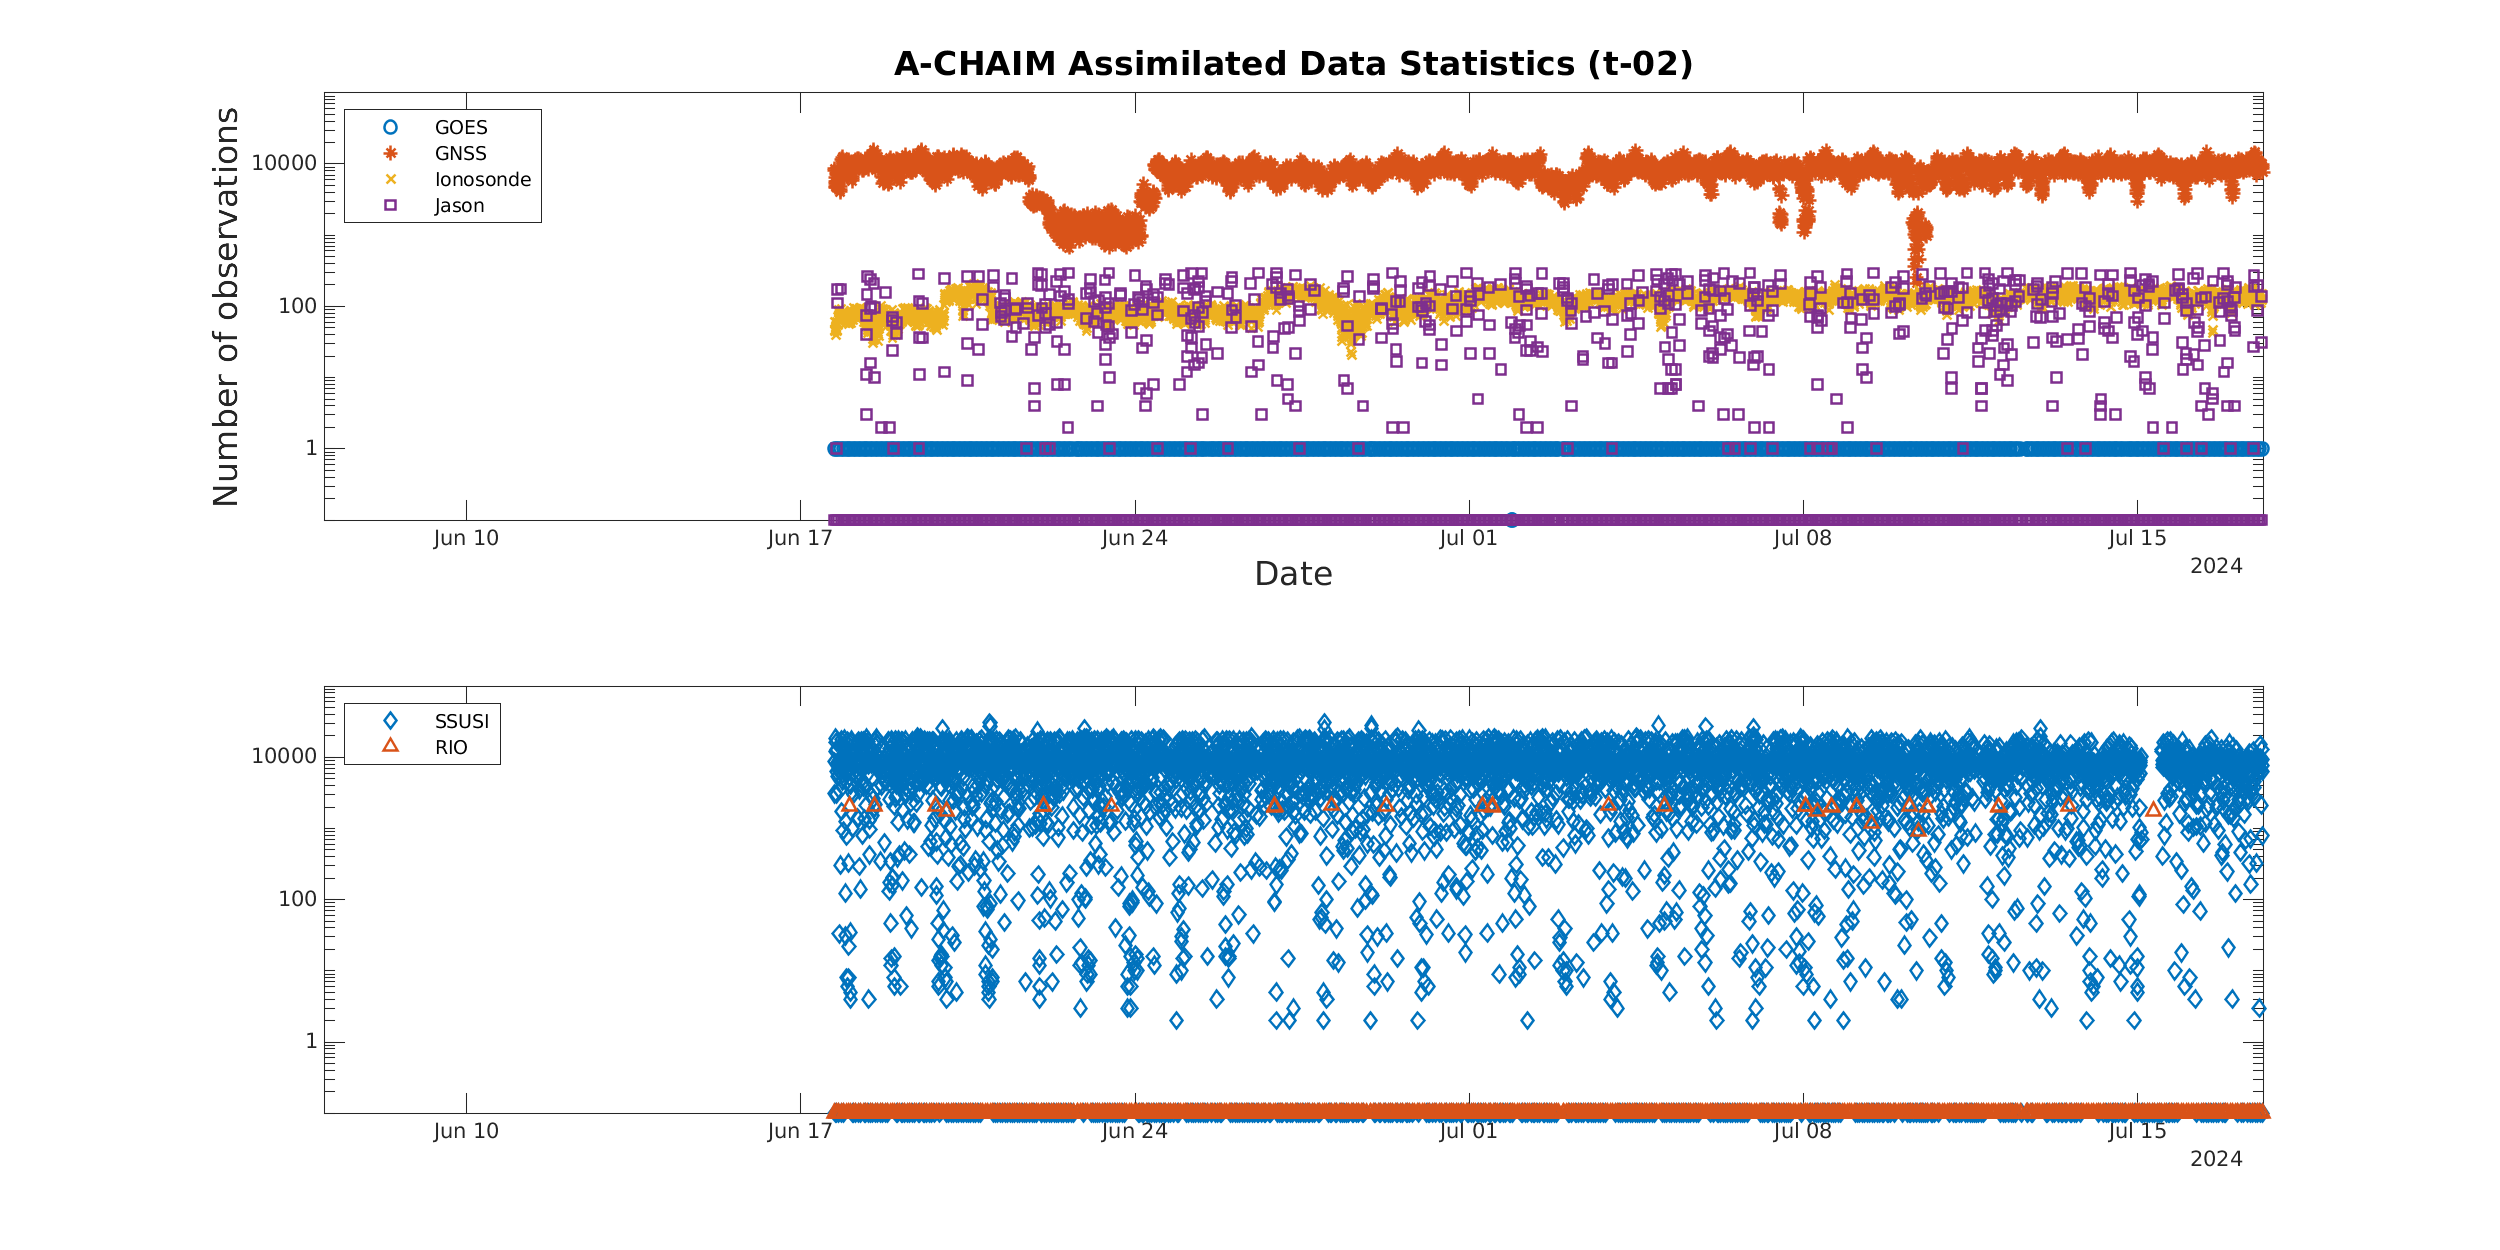 A-CHAIM Assimilated Data Statistics (t-02)
Number of observations
10000
100
1
GOES
GNSS
Ionosonde
Jason
Jun 10
Jun 17
Jun 24
Jul 01
Jul 08
Jul 15
2024
Date
10000
100
1
SSUSI
RIO
Jun 10
Jun 17
Jun 24
Jul 01
Jul 08
Jul 15
2024